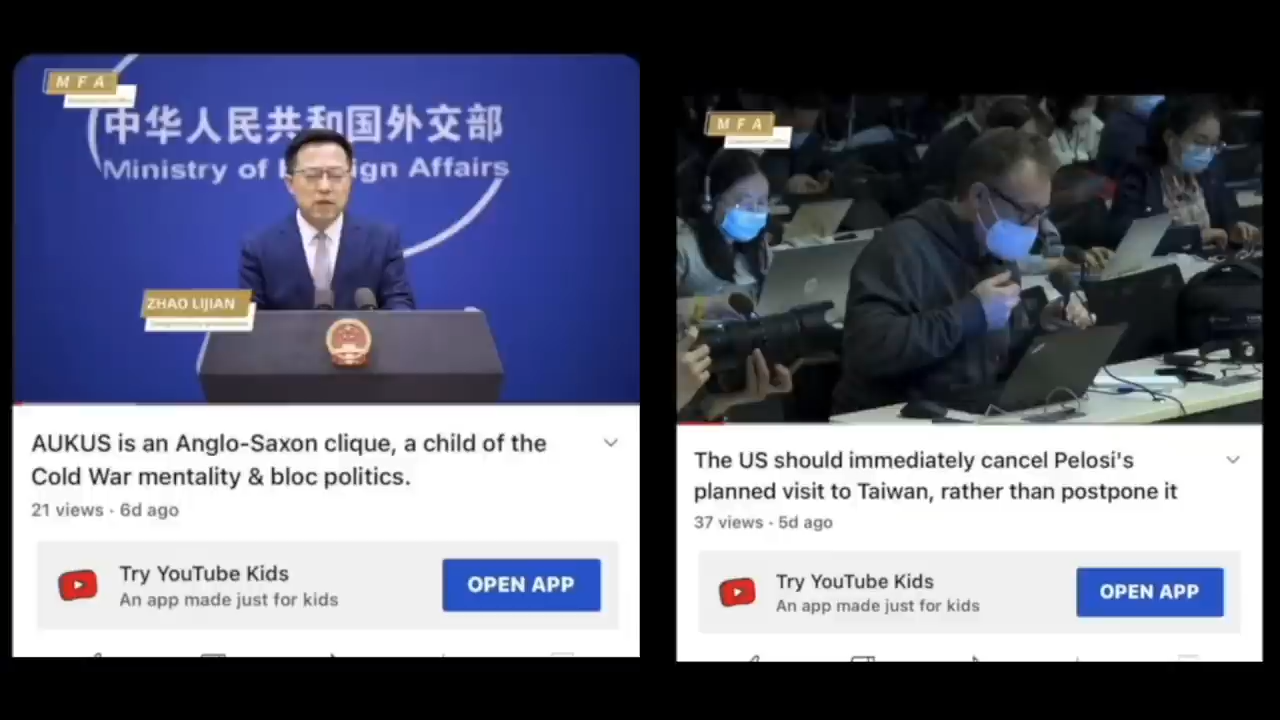 MFA
中华人民共和国外交部
Ministry of Foreign Affairs
ZHAO LIJIAN
AUKUS is an Anglo-Saxon clique, a child of the
Cold War mentality & bloc politics.
21 views · 6d ago
Try YouTube Kids
An app made just for kids
OPEN APP
MFA
The US should immediately cancel Pelosi's
planned visit to Taiwan, rather than postpone it
37 views · 5d ago
Try YouTube Kids
An app made just for kids
OPEN APP